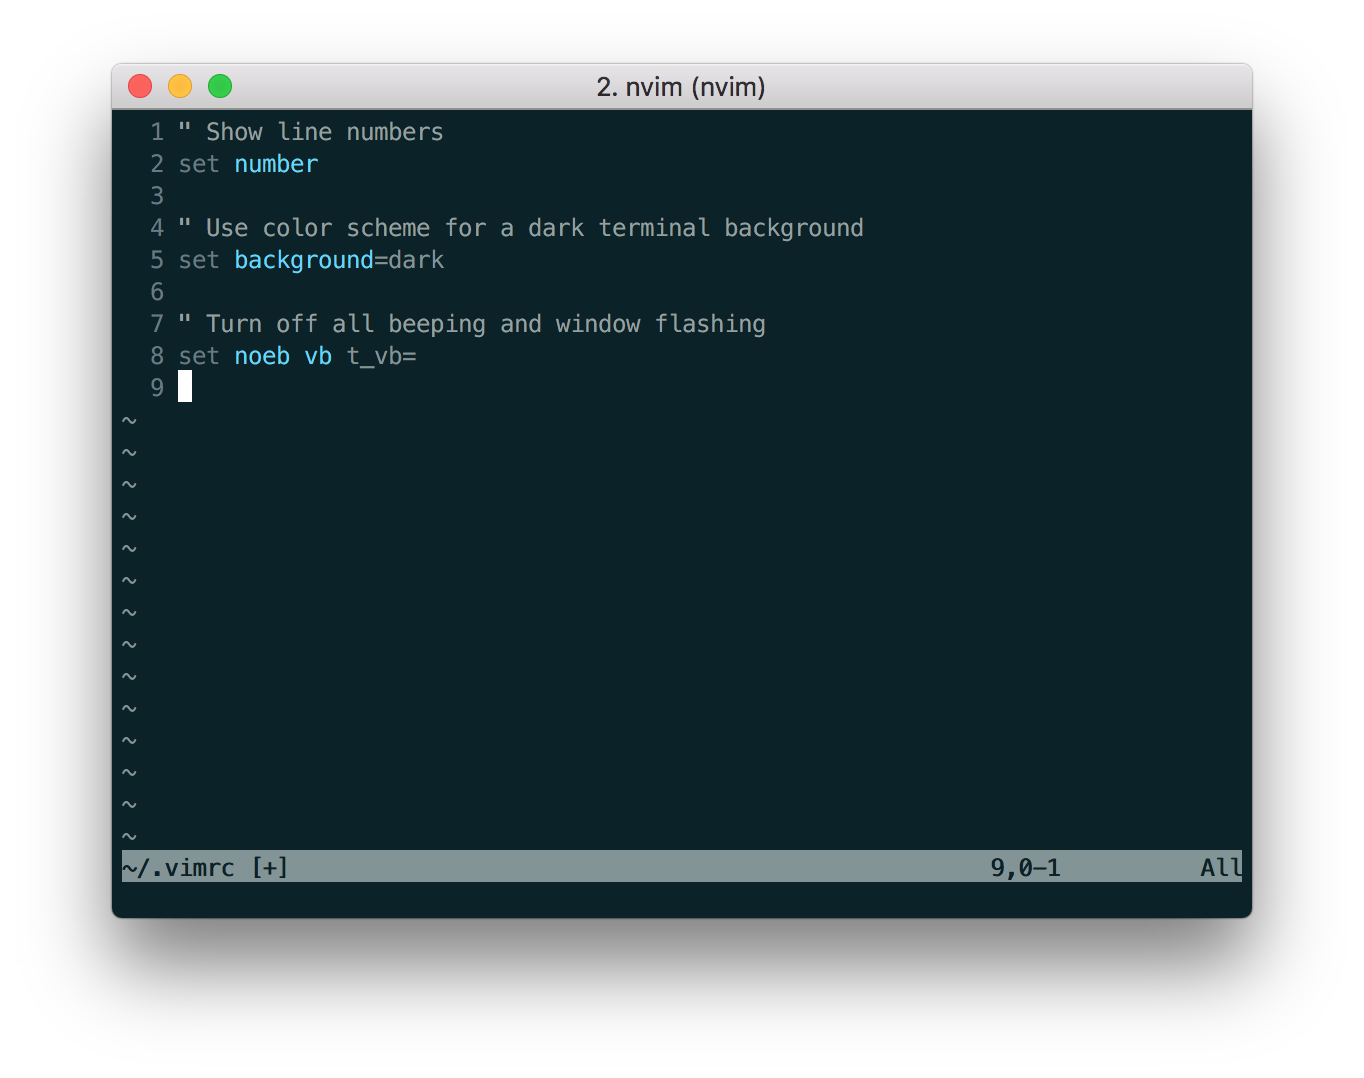 2. nvim (nvim)
1 " Show line numbers
2 set number
3
4 " Use color scheme for a dark terminal background
5 set background=dark
6
7 " Turn off all beeping and window flashing
8 set noeb vb t_vb=
9
~
~
~
~
~
~
~
~
~
~
~
~
~
~
~/.vimrc [+] 9,0-1 All